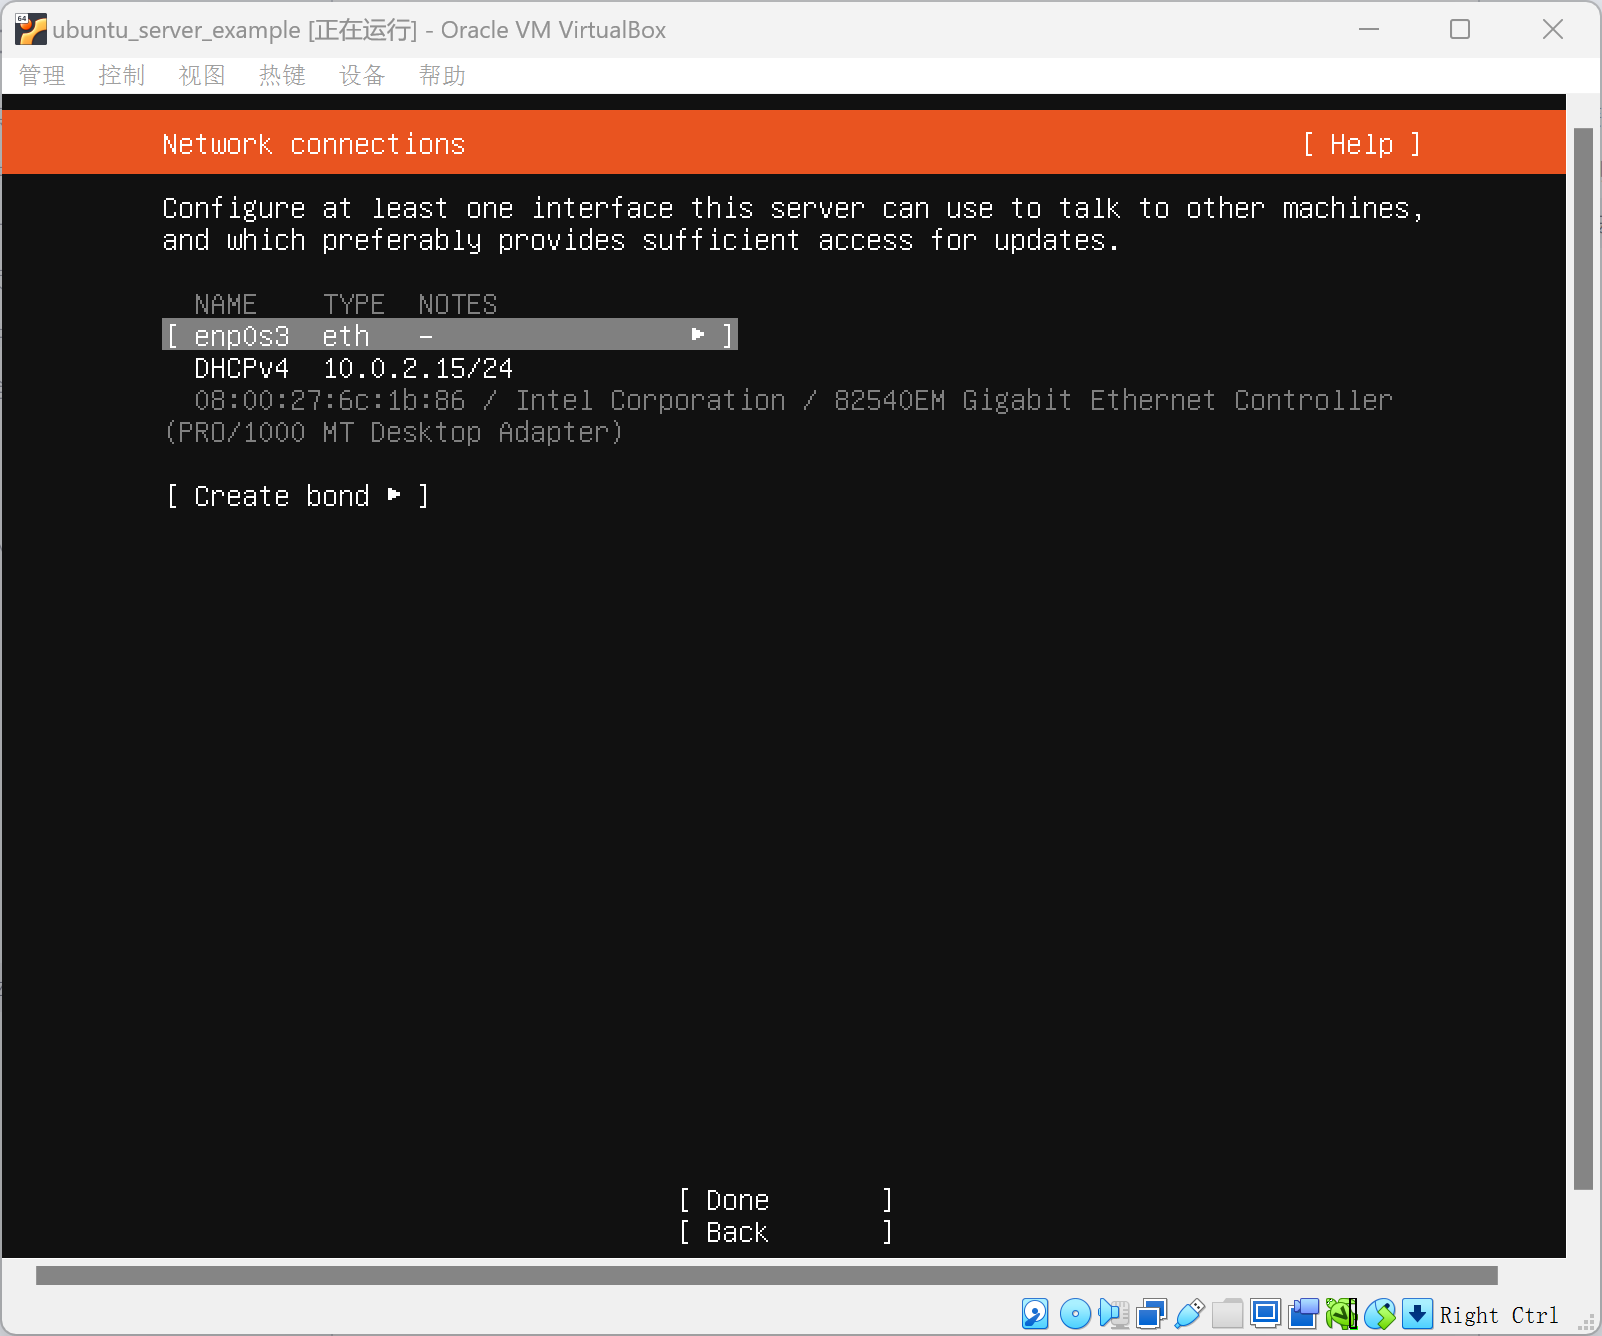 ubuntu_server_example [正在运行] - Oracle VM VirtualBox
管理 控制 视图 热键 设备 帮助
Network connections [ Help ]
Configure at least one interface this server can use to talk to other machines,
and which preferably provides sufficient access for updates.
NAME TYPE NOTES
[ enp0s3 eth – ▸ ]
DHCPv4 10.0.2.15/24
08:00:27:6c:1b:86 / Intel Corporation / 82540EM Gigabit Ethernet Controller
(PRO/1000 MT Desktop Adapter)
[ Create bond ▸ ]
[ Done ]
[ Back ]
Right Ctrl